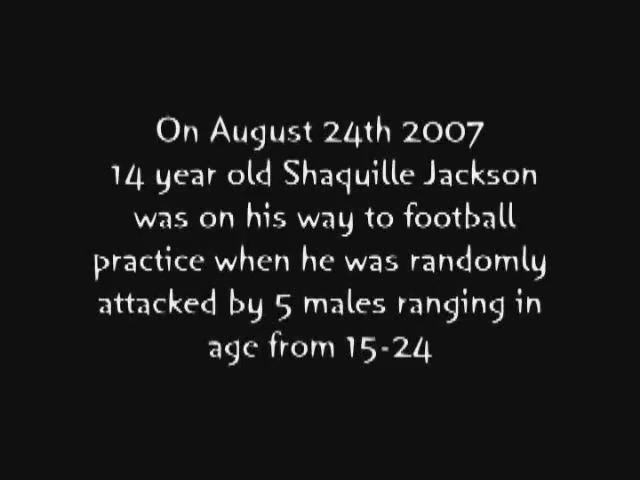 On August 24th 2007
14 year old Shaquille Jackson
was on his way to football
practice when he was randomly
attacked by 5 males ranging in
age from 15-24